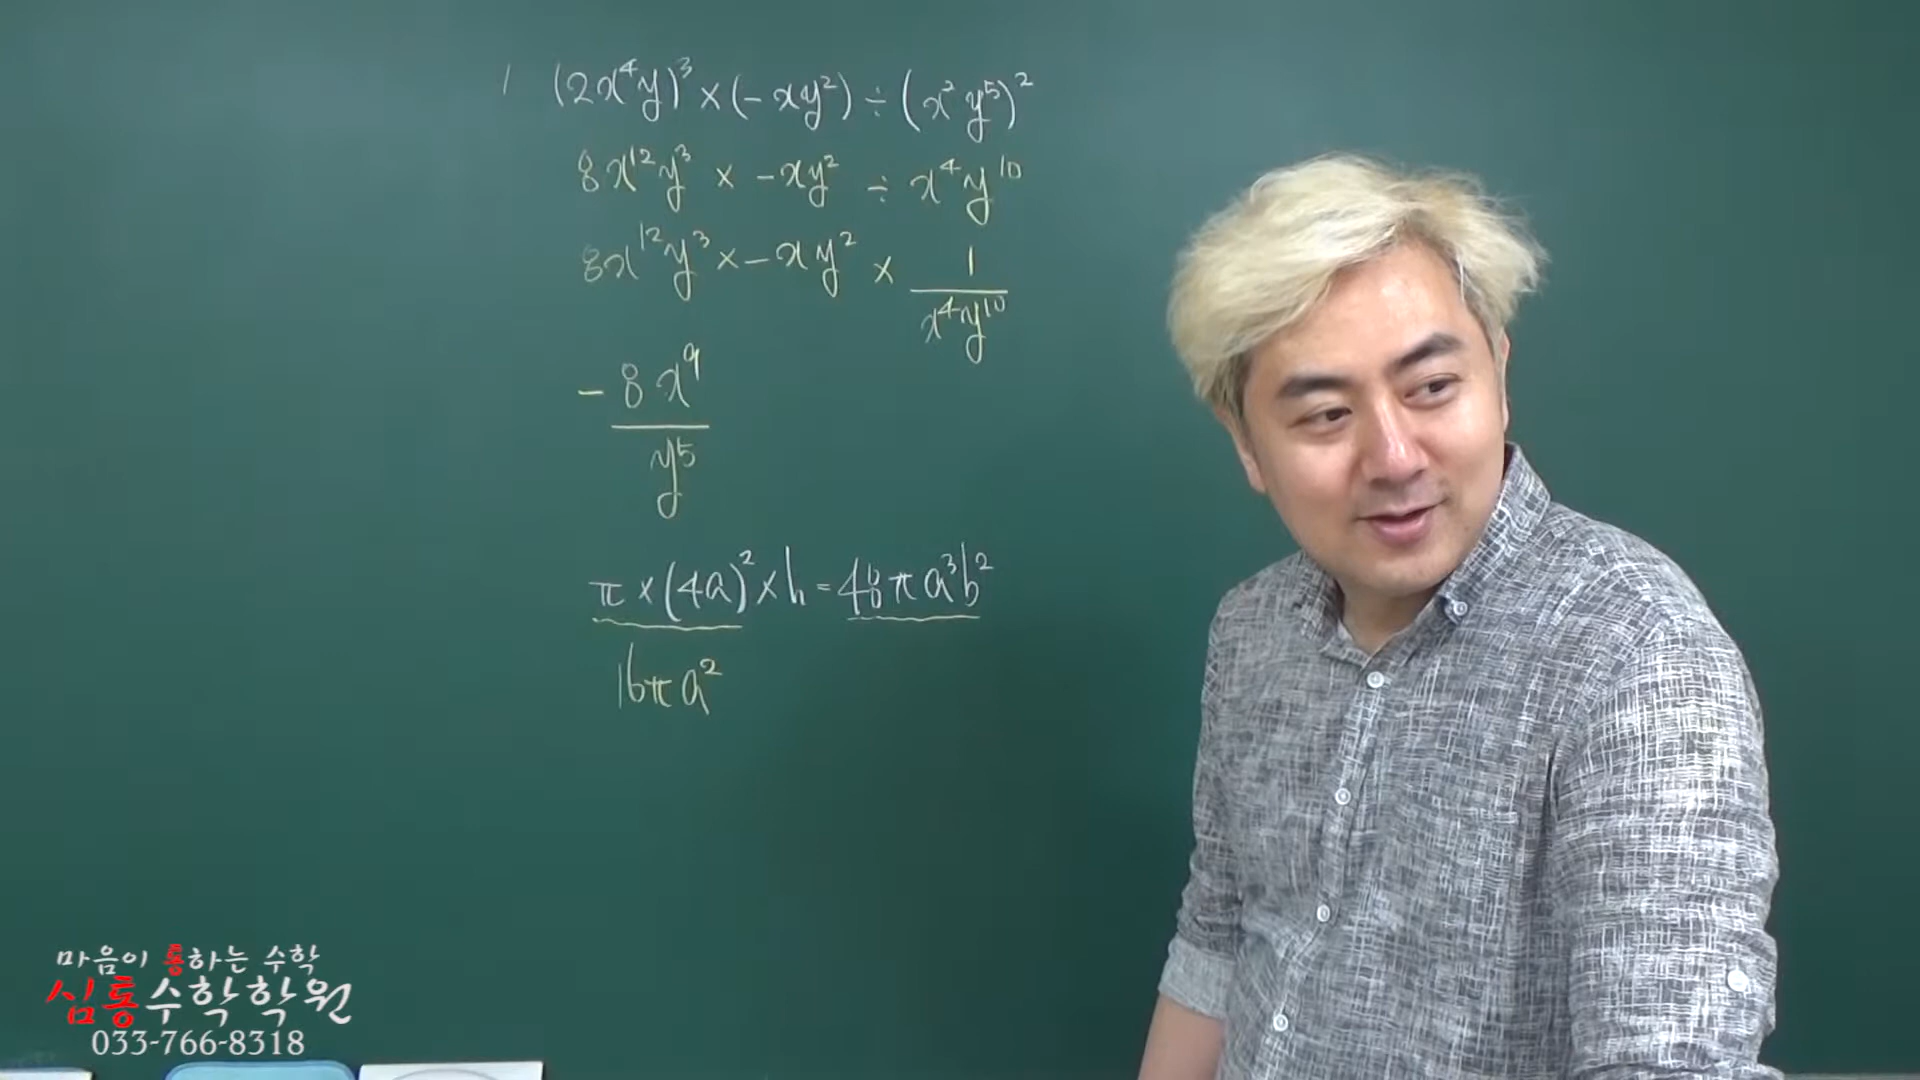 1 (2x⁴y)³×(-xy²)÷(x²y⁵)²
8x¹²y³ × -xy² ÷ x⁴y¹⁰
8x¹²y³×-xy² × 1/x⁴y¹⁰
- 8x⁹/y⁵
π×(4a)²×h=48πa³b²
16πa²
마음이 통하는 수학
심통수학학원
033-766-8318